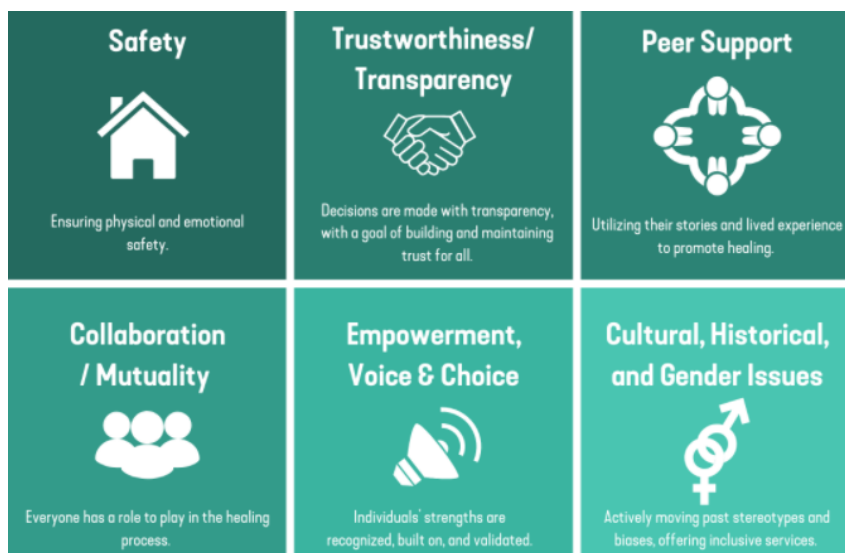 Safety
Ensuring physical and emotional
safety.
Trustworthiness/
Transparency
Decisions are made with transparency,
with a goal of building and maintaining
trust for all.
Peer Support
Utilizing their stories and lived experience
to promote healing.
Collaboration
/ Mutuality
Everyone has a role to play in the healing
process.
Empowerment,
Voice & Choice
Individuals' strengths are
recognized, built on, and validated.
Cultural, Historical,
and Gender Issues
Actively moving past stereotypes and
biases, offering inclusive services.